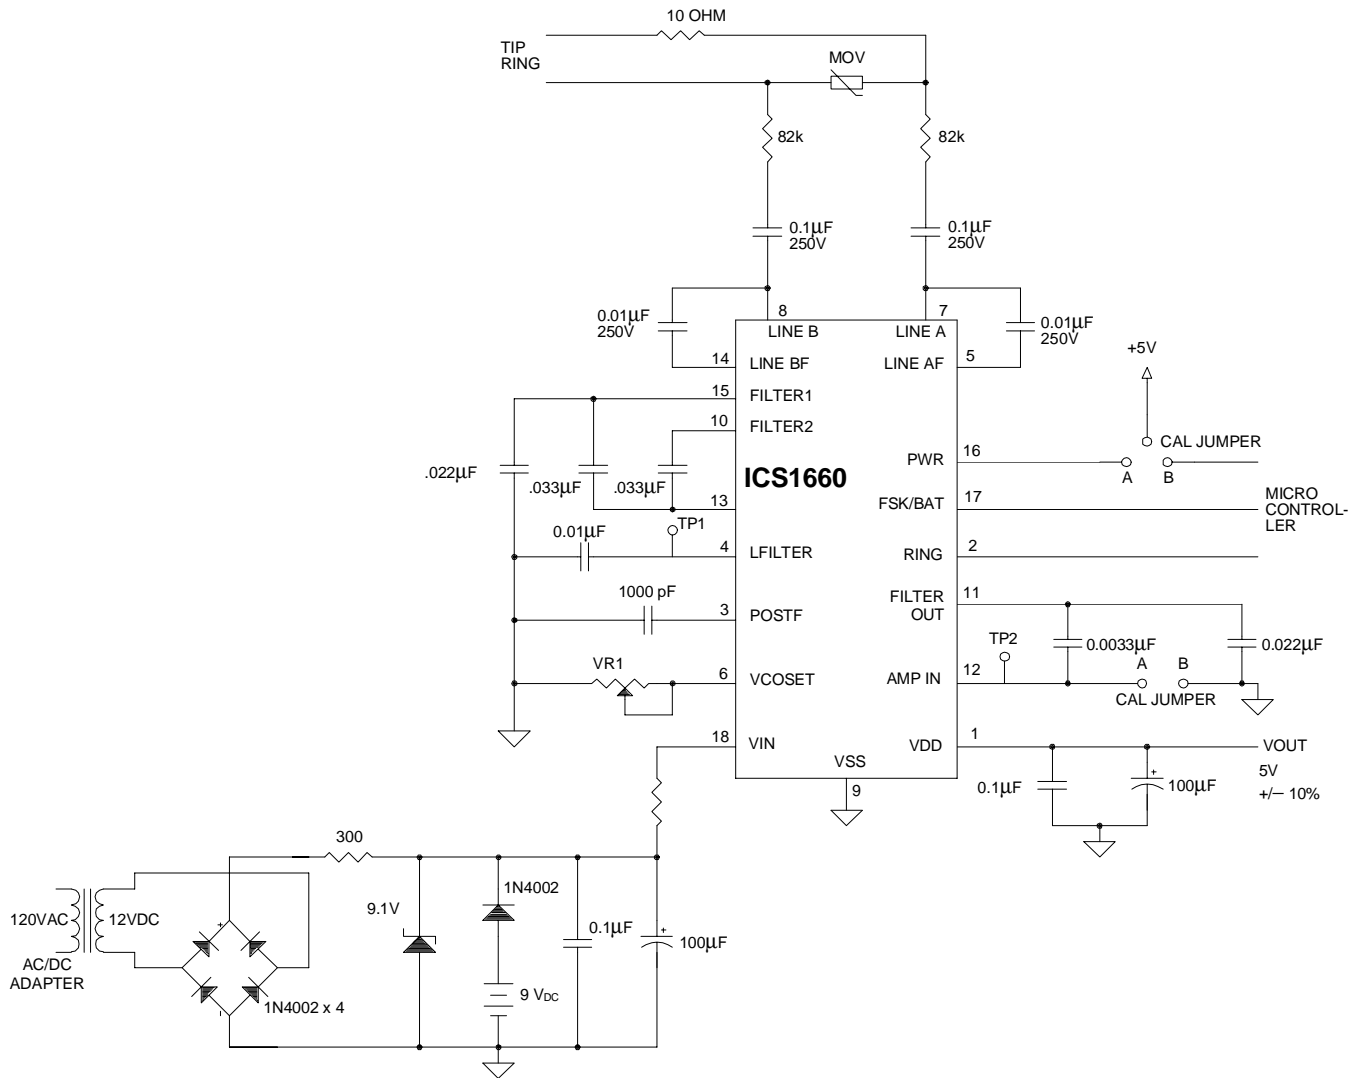 10 OHM
TIP
RING
MOV
82k
82k
0.1µF
250V
0.1µF
250V
0.01µF
250V
8
7
0.01µF
250V
LINE B
LINE A
14
LINE BF
LINE AF
5
+5V
15
FILTER1
10
FILTER2
CAL JUMPER
16
PWR
A
B
.022µF
.033µF
.033µF
ICS1660
13
FSK/BAT
17
MICRO
CONTROL-
LER
0.01µF
TP1
4
LFILTER
RING
2
1000 pF
3
POSTF
FILTER
OUT
11
TP2
0.0033µF
0.022µF
A
B
VR1
6
VCOSET
AMP IN
12
CAL JUMPER
18
VIN
VDD
1
VOUT
5V
+/– 10%
VSS
9
0.1µF
+
100µF
300
120VAC
12VDC
AC/DC
ADAPTER
+
-
1N4002 x 4
9.1V
1N4002
9 VDC
0.1µF
+
100µF